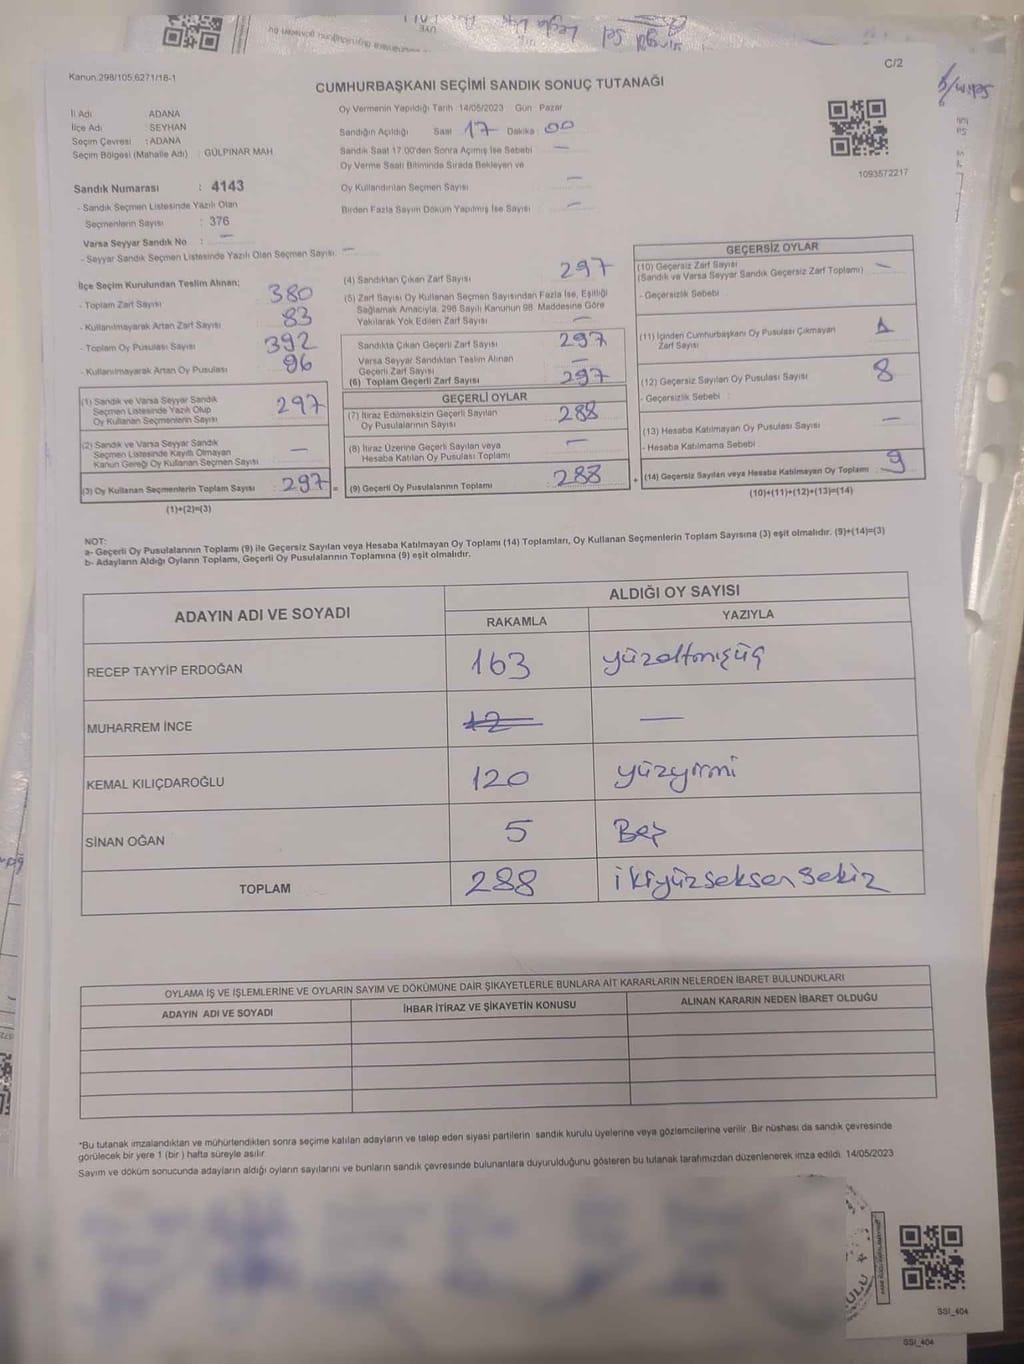 C/2
Kanun.298/105,6271/18-1
CUMHURBAŞKANI SEÇİMİ SANDIK SONUÇ TUTANAĞI
İl Adı ADANA
İlçe Adı : SEYHAN
Seçim Çevresi : ADANA
Seçim Bölgesi (Mahalle Adı) : GÜLPINAR MAH
Sandık Numarası : 4143
- Sandık Seçmen Listesinde Yazılı Olan
Seçmenlerin Sayısı : 376
Varsa Seyyar Sandık No : —
- Seyyar Sandık Seçmen Listesinde Yazılı Olan Seçmen Sayısı: —
Oy Vermenin Yapıldığı Tarih :14/05/2023 Gün : Pazar
Sandığın Açıldığı Saat 17 Dakika : 00
Sandık Saat 17.00'den Sonra Açmış İse Sebebi —
Oy Verme Saati Bitiminde Sırada Bekleyen ve
Oy Kullandırılan Seçmen Sayısı —
Birden Fazla Sayım Döküm Yapılmış İse Sayısı —
1093572217
İlçe Seçim Kurulundan Teslim Alınan;
- Toplam Zarf Sayısı 380
- Kullanılmayarak Artan Zarf Sayısı 83
- Toplam Oy Pusulası Sayısı 392
- Kullanılmayarak Artan Oy Pusulası 96
(1) Sandık ve Varsa Seyyar Sandık
Seçmen Listesinde Yazılı Olup
Oy Kullanan Seçmenlerin Sayısı 297
(2) Sandık ve Varsa Seyyar Sandık
Seçmen Listesinde Kayıtlı Olmayan
Kanun Gereği Oy Kullanan Seçmen Sayısı —
(3) Oy Kullanan Seçmenlerin Toplam Sayısı : 297 =
(1)+(2)=(3)
(4) Sandıktan Çıkan Zarf Sayısı 297
(5) Zarf Sayısı Oy Kullanan Seçmen Sayısından Fazla İse, Eşitliği
Sağlamak Amacıyla, 298 Sayılı Kanunun 98. Maddesine Göre
Yakılarak Yok Edilen Zarf Sayısı —
Sandıkta Çıkan Geçerli Zarf Sayısı 297
Varsa Seyyar Sandıktan Teslim Alınan
Geçerli Zarf Sayısı —
(6) Toplam Geçerli Zarf Sayısı 297
GEÇERLİ OYLAR
(7) İtiraz Edilmeksizin Geçerli Sayılan
Oy Pusulalarının Sayısı 288
(8) İtiraz Üzerine Geçerli Sayılan veya
Hesaba Katılan Oy Pusulası Toplamı —
(9) Geçerli Oy Pusulalarının Toplamı 288 +
GEÇERSİZ OYLAR
(10) Geçersiz Zarf Sayısı
(Sandık ve Varsa Seyyar Sandık Geçersiz Zarf Toplamı) —
- Geçersizlik Sebebi
(11) İçinden Cumhurbaşkanı Oy Pusulası Çıkmayan
Zarf Sayısı 1
(12) Geçersiz Sayılan Oy Pusulası Sayısı 8
- Geçersizlik Sebebi :
(13) Hesaba Katılmayan Oy Pusulası Sayısı —
- Hesaba Katılmama Sebebi
(14) Geçersiz Sayılan veya Hesaba Katılmayan Oy Toplamı 9
(10)+(11)+(12)+(13)=(14)
NOT:
a- Geçerli Oy Pusulalarının Toplamı (9) ile Geçersiz Sayılan veya Hesaba Katılmayan Oy Toplamı (14) Toplamları, Oy Kullanan Seçmenlerin Toplam Sayısına (3) eşit olmalıdır. (9)+(14)=(3)
b- Adayların Aldığı Oyların Toplamı, Geçerli Oy Pusulalarının Toplamına (9) eşit olmalıdır.
ADAYIN ADI VE SOYADI ALDIĞI OY SAYISI
RAKAMLA YAZIYLA
RECEP TAYYİP ERDOĞAN 163 yüzaltmışüç
MUHARREM İNCE 12 —
KEMAL KILIÇDAROĞLU 120 yüzyirmi
SİNAN OĞAN 5 Beş
TOPLAM 288 ikiyüzseksensekiz
OYLAMA İŞ VE İŞLEMLERİNE VE OYLARIN SAYIM VE DÖKÜMÜNE DAİR ŞİKAYETLERLE BUNLARA AİT KARARLARIN NELERDEN İBARET BULUNDUKLARI
ADAYIN ADI VE SOYADI İHBAR İTİRAZ VE ŞİKAYETİN KONUSU ALINAN KARARIN NEDEN İBARET OLDUĞU
*Bu tutanak imzalandıktan ve mühürlendikten sonra seçime katılan adayların ve talep eden siyasi partilerin sandık kurulu üyelerine veya gözlemcilerine verilir. Bir nüshası da sandık çevresinde
görülecek bir yere 1 (bir) hafta süreyle asılır.
Sayım ve döküm sonucunda adayların aldığı oyların sayılarını ve bunların sandık çevresinde bulunanlara duyurulduğunu gösteren bu tutanak tarafımızdan düzenlenerek imza edildi. 14/05/2023
SSI_404
SSI_404